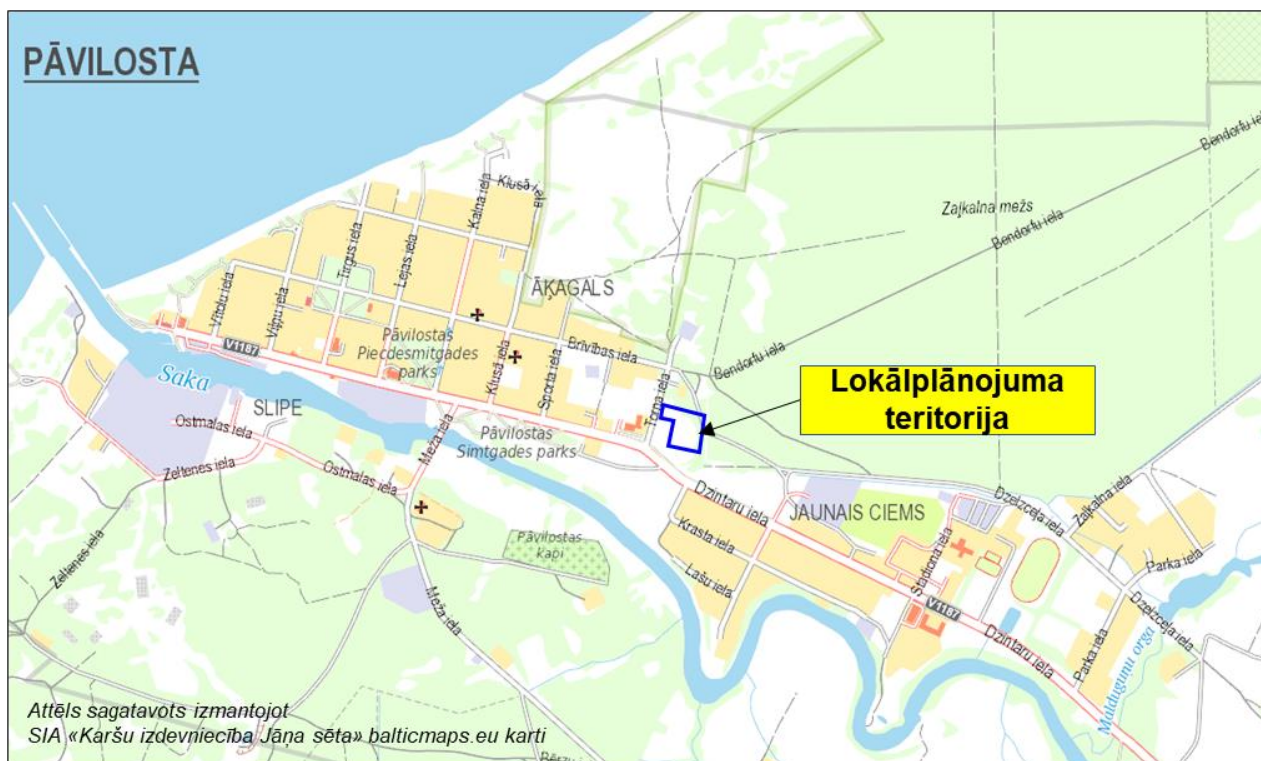 PĀVILOSTA
Klusā iela
Kalna iela
Tirgus iela
Lejas iela
Vītolu iela
Viļņu iela
ĀĶAGALS
Zaļkalna mežs
Bendorfu iela
Bendorfu iela
Bendorfu iela
Pāvilostas
Piecdesmitgades
parks
Brīvības iela
Klusā iela
Sporta iela
Torņa iela
V1187
Saka
SLIPE
Ostmalas iela
Ostmalas iela
Zeltenes iela
Zeltenes iela
Meža iela
Meža iela
Pāvilostas
Simtgades parks
Lokālplānojuma
teritorija
Pāvilostas
kapi
Dzintaru iela
Krasta iela
Lašu iela
JAUNAIS CIEMS
Stadiona iela
Dzelzceļa iela
Zaļkalna iela
Parka iela
Dzelzceļa iela
V1187
Dzintaru iela
Parka iela
Maldugunu orga
Attēls sagatavots izmantojot
SIA «Karšu izdevniecība Jāņa sēta» balticmaps.eu karti